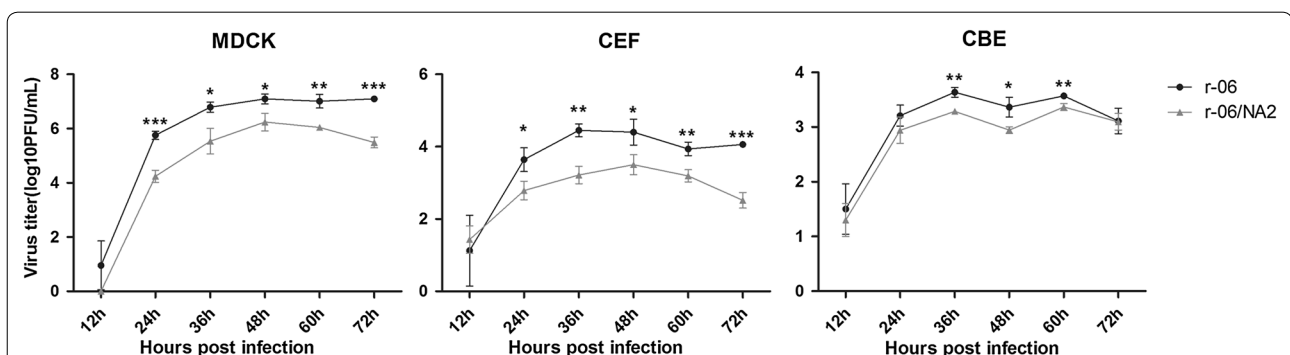 MDCK
CEF
CBE
Virus titer(log10PFU/mL)
8
6
4
2
0
***
*
*
**
***
12h
24h
36h
48h
60h
72h
Hours post infection
6
4
2
0
*
**
*
**
***
12h
24h
36h
48h
60h
72h
Hours post infection
4
3
2
1
0
**
*
**
12h
24h
36h
48h
60h
72h
Hours post infection
r-06
r-06/NA2